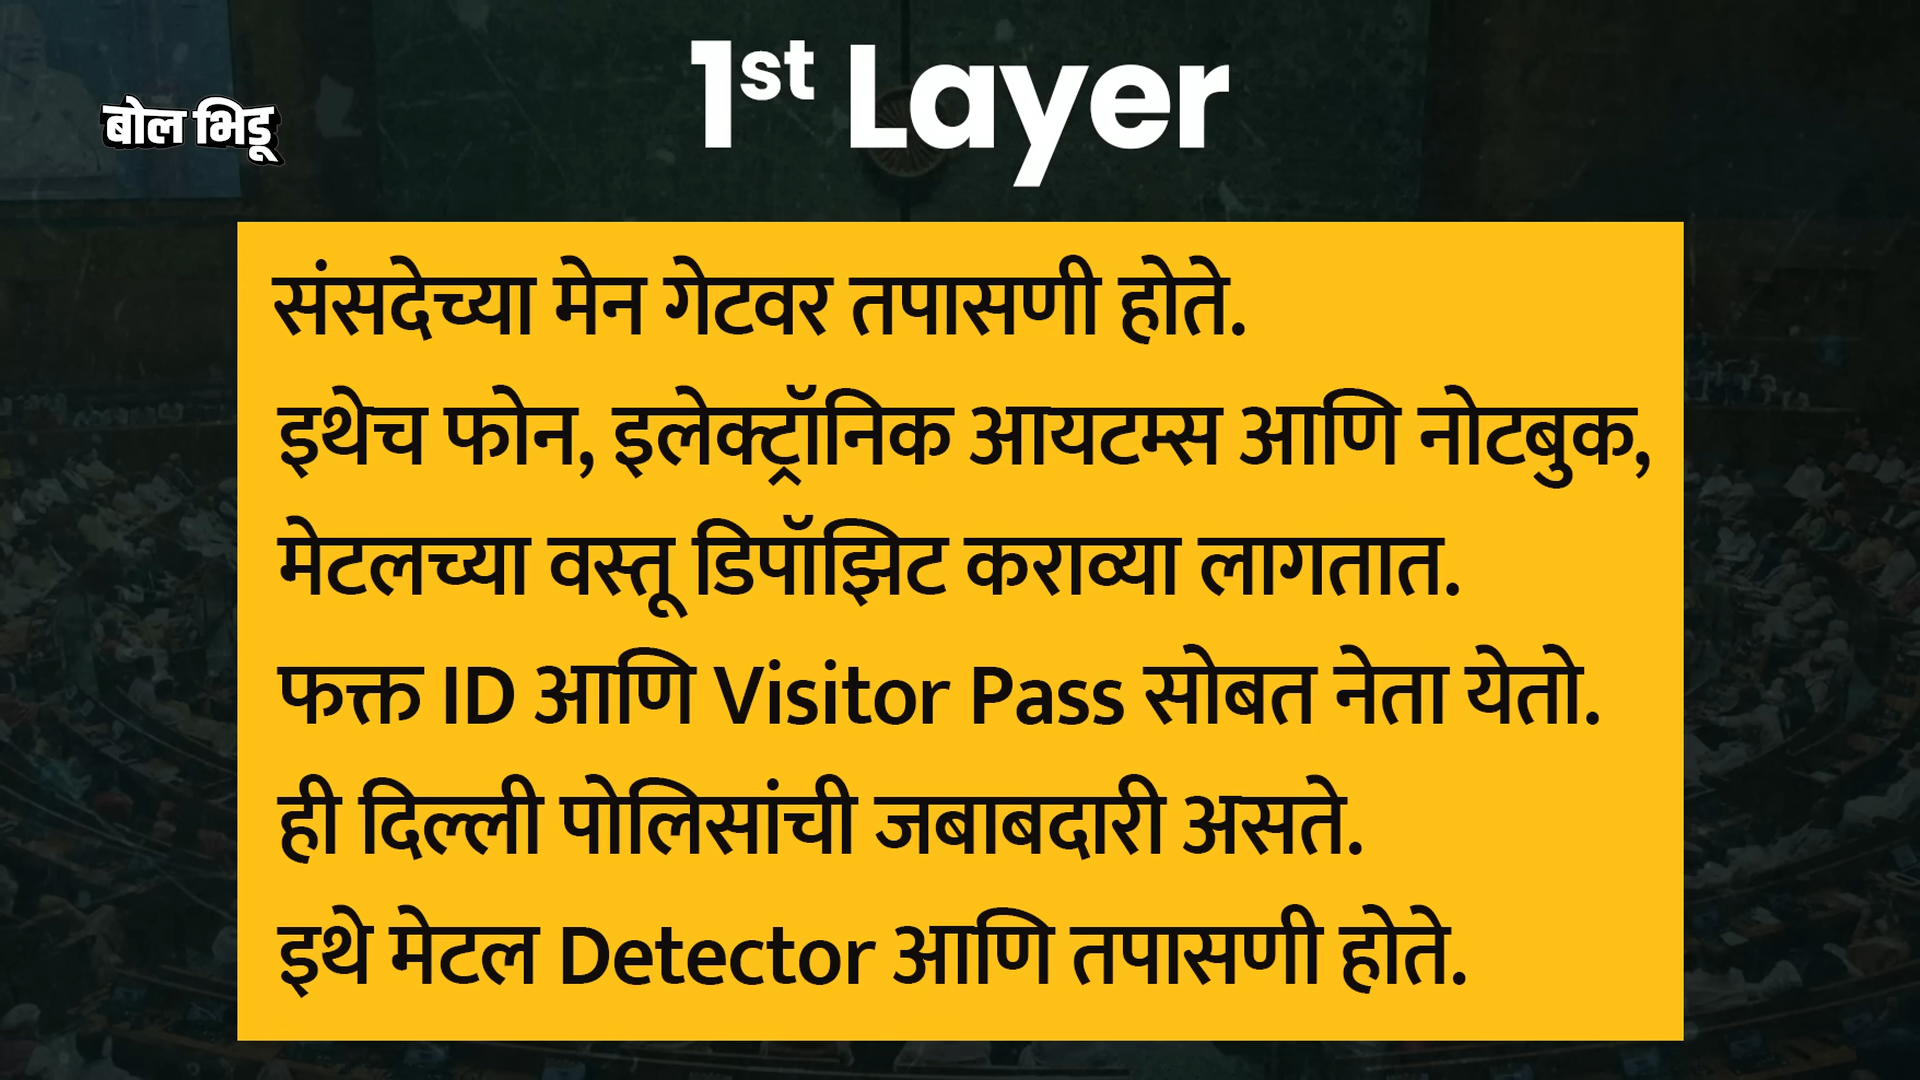 1st Layer
बोल भिडू
संसदेच्या मेन गेटवर तपासणी होते.
इथेच फोन, इलेक्ट्रॉनिक आयटम्स आणि नोटबुक,
मेटलच्या वस्तू डिपॉझिट कराव्या लागतात.
फक्त ID आणि Visitor Pass सोबत नेता येतो.
ही दिल्ली पोलिसांची जबाबदारी असते.
इथे मेटल Detector आणि तपासणी होते.